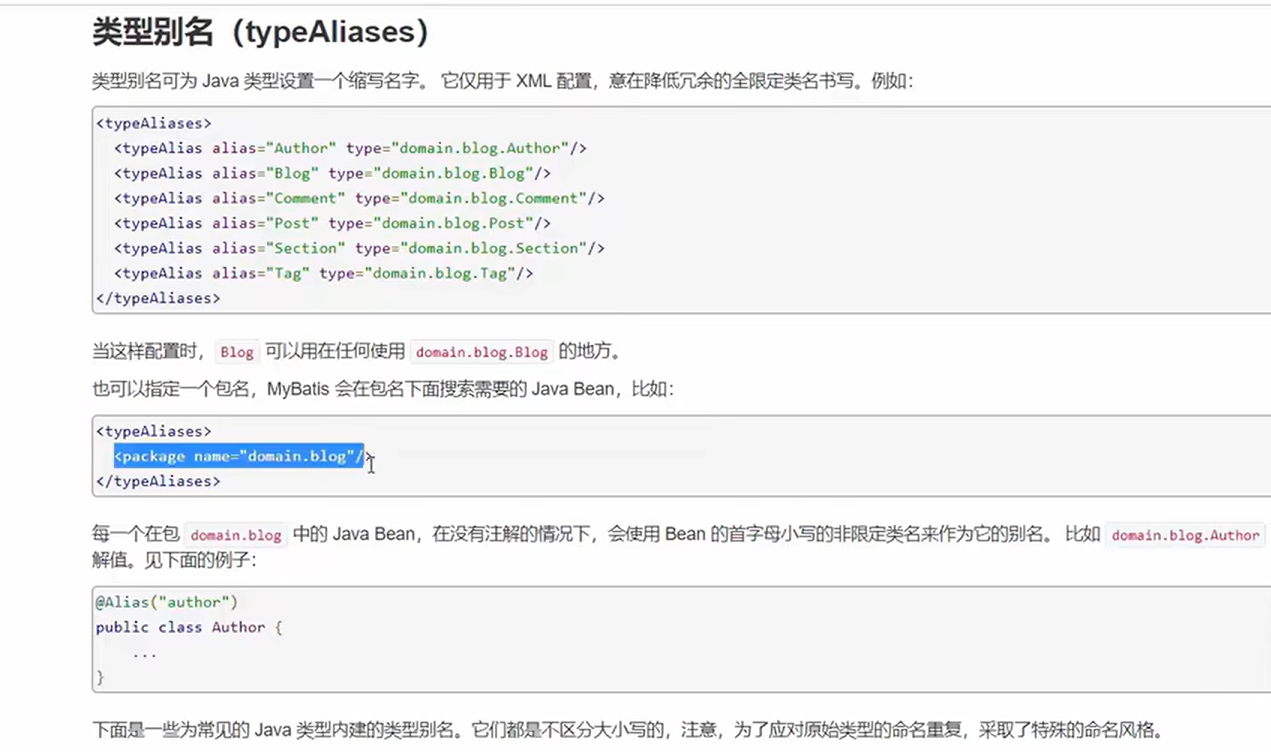 类型别名（typeAliases）
类型别名可为 Java 类型设置一个缩写名字。 它仅用于 XML 配置，意在降低冗余的全限定类名书写。例如：
<typeAliases>
  <typeAlias alias="Author" type="domain.blog.Author"/>
  <typeAlias alias="Blog" type="domain.blog.Blog"/>
  <typeAlias alias="Comment" type="domain.blog.Comment"/>
  <typeAlias alias="Post" type="domain.blog.Post"/>
  <typeAlias alias="Section" type="domain.blog.Section"/>
  <typeAlias alias="Tag" type="domain.blog.Tag"/>
</typeAliases>
当这样配置时， Blog 可以用在任何使用 domain.blog.Blog 的地方。
也可以指定一个包名，MyBatis 会在包名下面搜索需要的 Java Bean，比如：
<typeAliases>
  <package name="domain.blog"/>
</typeAliases>
每一个在包 domain.blog 中的 Java Bean，在没有注解的情况下，会使用 Bean 的首字母小写的非限定类名来作为它的别名。 比如 domain.blog.Author
解值。见下面的例子：
@Alias("author")
public class Author {
    ...
}
下面是一些为常见的 Java 类型内建的类型别名。它们都是不区分大小写的，注意，为了应对原始类型的命名重复，采取了特殊的命名风格。